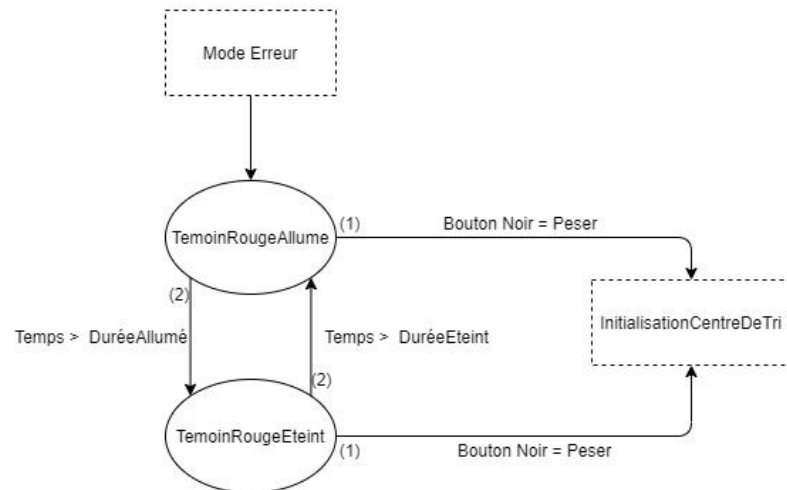 Mode Erreur
TemoinRougeAllume
(1)
Bouton Noir = Peser
(2)
InitialisationCentreDeTri
Temps > DuréeAllumé
Temps > DuréeEteint
(2)
TemoinRougeEteint
(1)
Bouton Noir = Peser